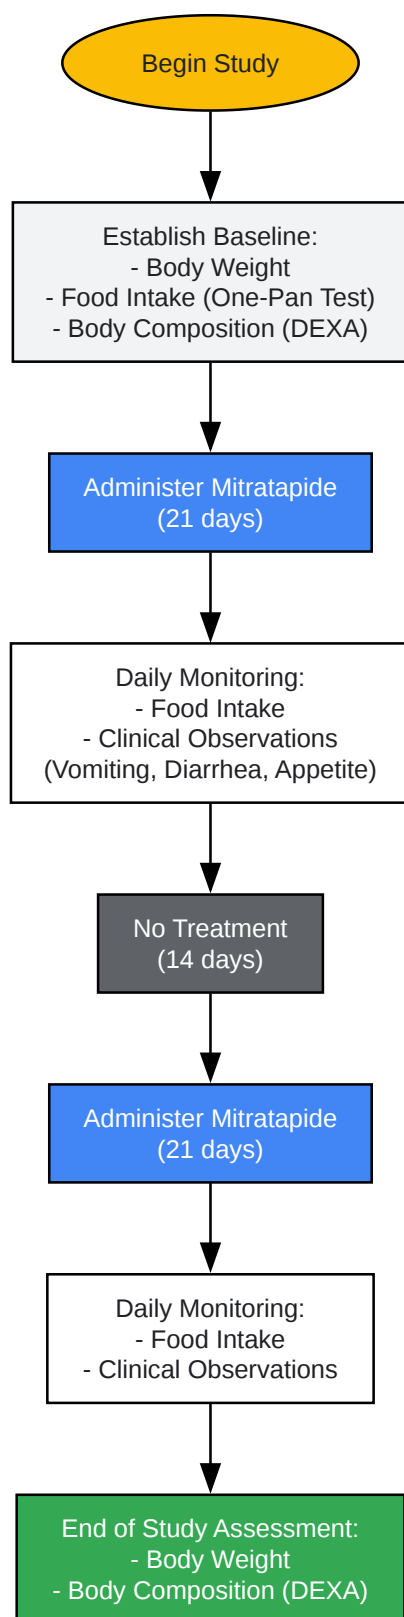 Begin Study
Establish Baseline:
- Body Weight
- Food Intake (One-Pan Test)
- Body Composition (DEXA)
Administer Mitratapide
(21 days)
Daily Monitoring:
- Food Intake
- Clinical Observations
(Vomiting, Diarrhea, Appetite)
No Treatment
(14 days)
Administer Mitratapide
(21 days)
Daily Monitoring:
- Food Intake
- Clinical Observations
End of Study Assessment:
- Body Weight
- Body Composition (DEXA)